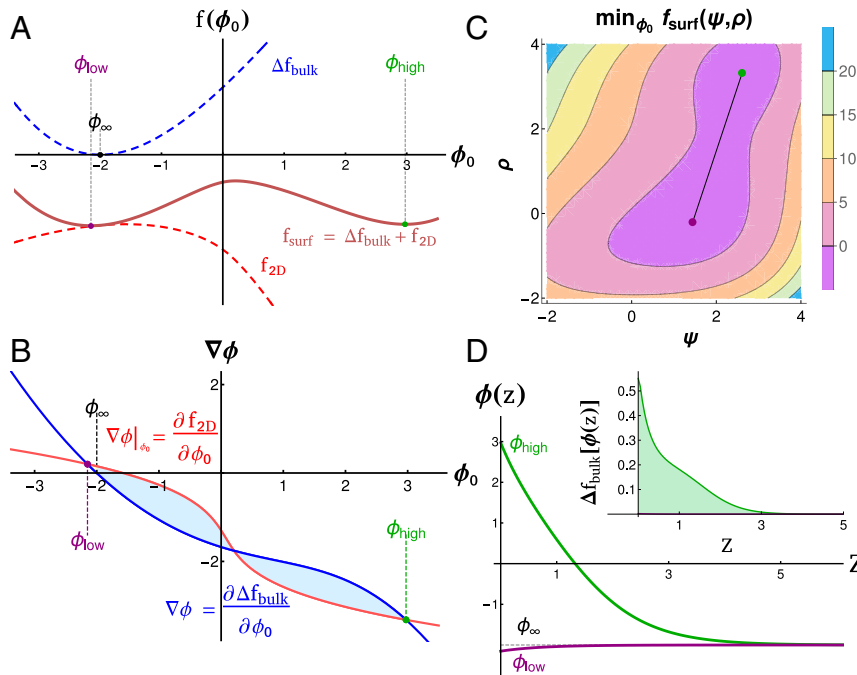 A
f(ϕ₀)
ϕlow
Δfbulk
ϕhigh
ϕ∞
-3 -2 -1 1 2 3 ϕ₀
fsurf = Δfbulk + f2D
f2D
C
minϕ₀ fsurf(ψ,ρ)
4
2
0
-2
ρ
-2 0 2 4
ψ
20
15
10
5
0
B
∇ϕ
2
ϕ∞
∇ϕ|ϕ₀ = ∂f2D/∂ϕ₀
-3 -2 -1 1 2 3 ϕ₀
ϕlow
ϕhigh
-2
∇ϕ = ∂Δfbulk/∂ϕ₀
D
ϕ(z)
3
ϕhigh
2
1
-1
1 3 5 Z
ϕ∞
ϕlow
Δfbulk[ϕ(z)]
0.5
0.4
0.3
0.2
0.1
1 2 3 4 5
Z